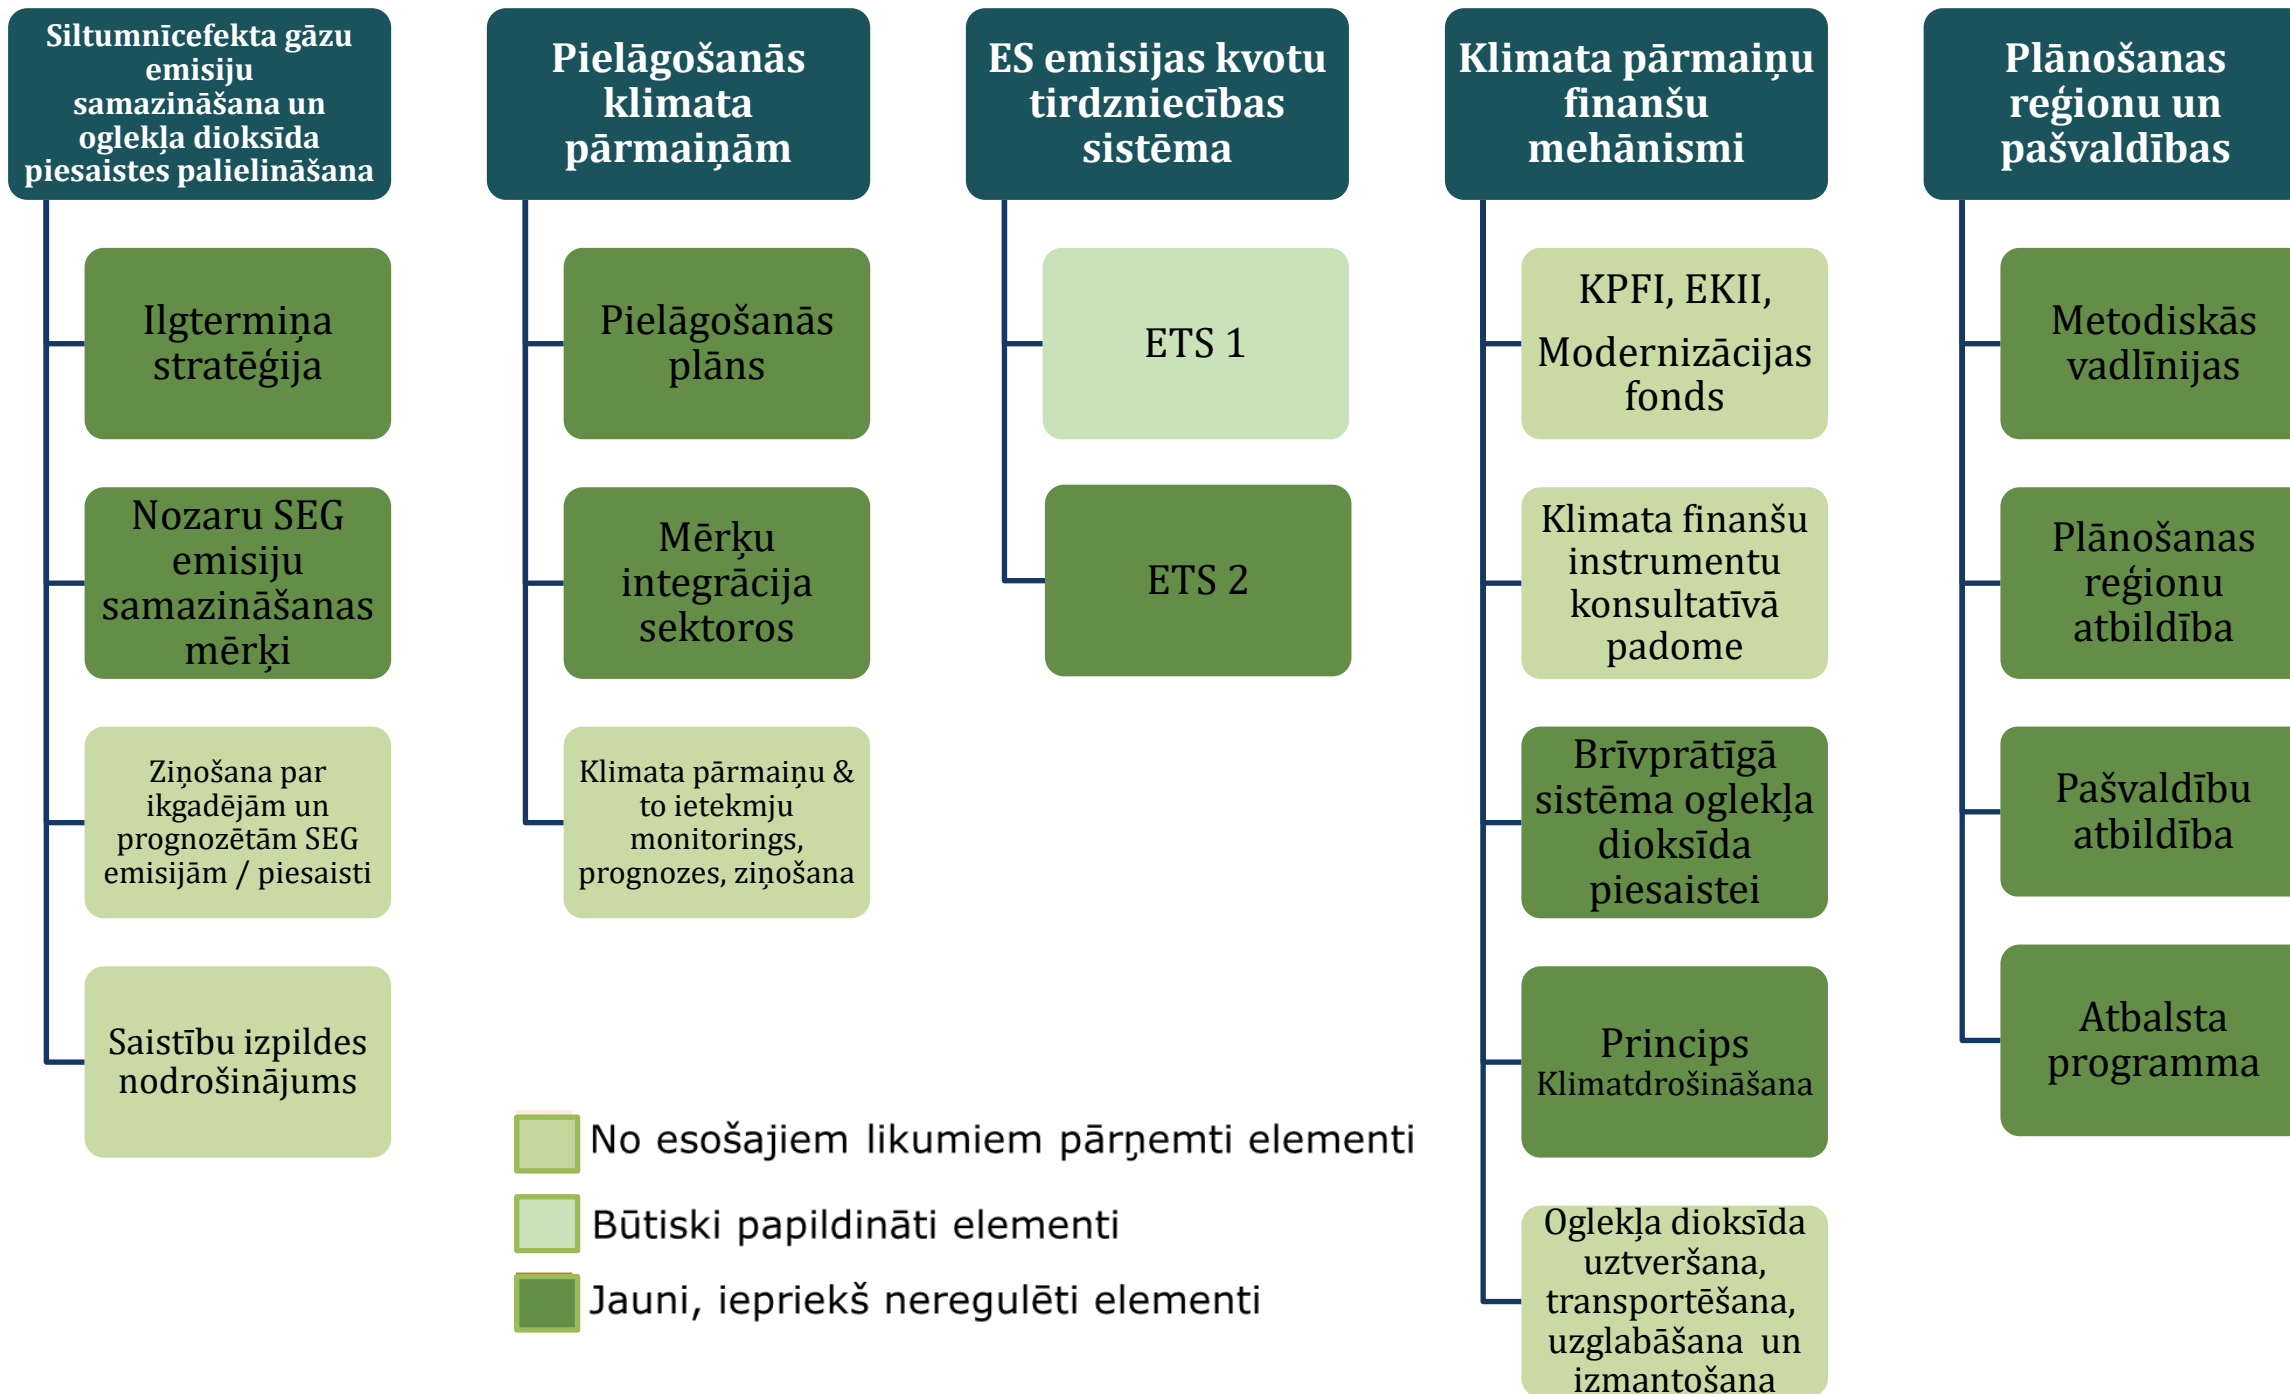 Siltumnīcefekta gāzu
emisiju
samazināšana un
oglekļa dioksīda
piesaistes palielināšana
Ilgtermiņa
stratēģija
Nozaru SEG
emisiju
samazināšanas
mērķi
Ziņošana par
ikgadējām un
prognozētām SEG
emisijām / piesaisti
Saistību izpildes
nodrošinājums
Pielāgošanās
klimata
pārmaiņām
Pielāgošanās
plāns
Mērķu
integrācija
sektoros
Klimata pārmaiņu &
to ietekmju
monitorings,
prognozes, ziņošana
ES emisijas kvotu
tirdzniecības
sistēma
ETS 1
ETS 2
Klimata pārmaiņu
finanšu
mehānismi
KPFI, EKII,
Modernizācijas
fonds
Klimata finanšu
instrumentu
konsultatīvā
padome
Brīvprātīgā
sistēma oglekļa
dioksīda
piesaistei
Princips
Klimatdrošināšana
Oglekļa dioksīda
uztveršana,
transportēšana,
uzglabāšana un
izmantošana
Plānošanas
reģionu un
pašvaldības
Metodiskās
vadlīnijas
Plānošanas
reģionu
atbildība
Pašvaldību
atbildība
Atbalsta
programma
No esošajiem likumiem pārņemti elementi
Būtiski papildināti elementi
Jauni, iepriekš neregulēti elementi